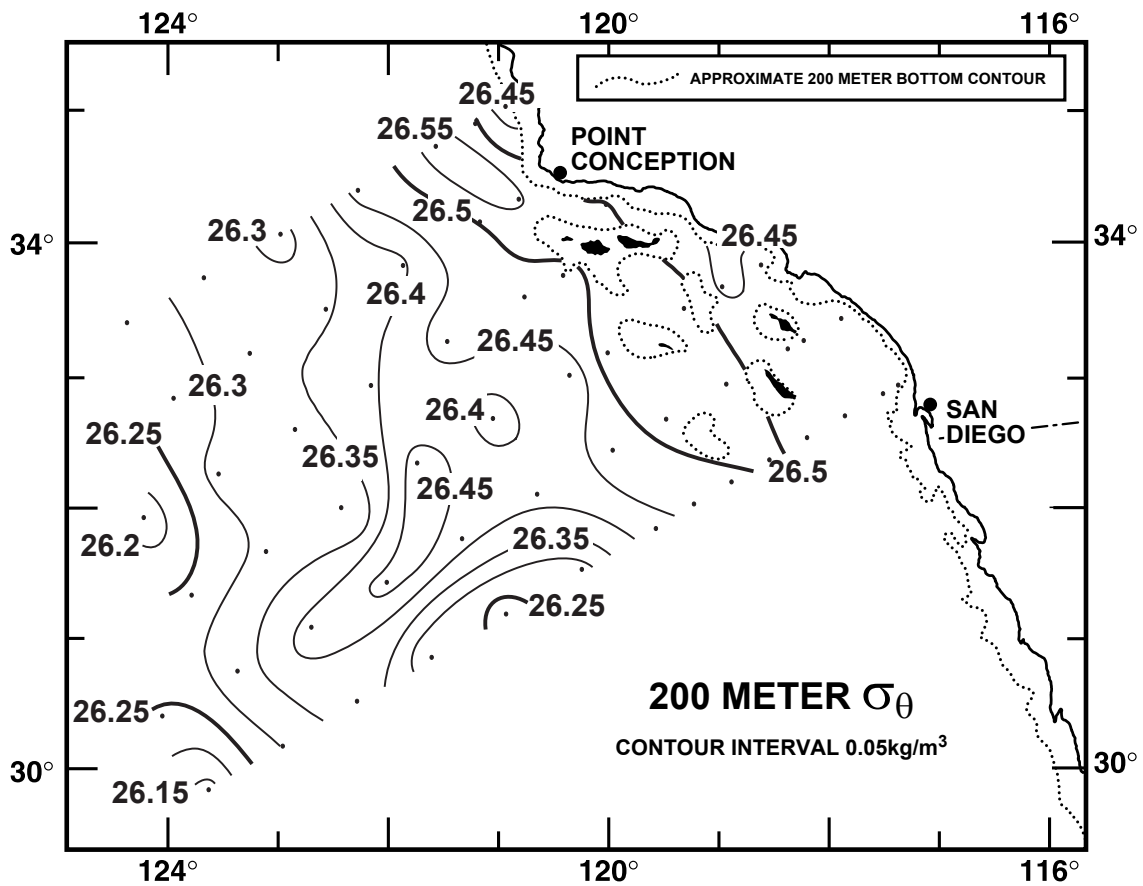 124° 120° 116°
26.45
APPROXIMATE 200 METER BOTTOM CONTOUR
26.55
POINT
CONCEPTION
26.5
34° 26.3 26.45 34°
26.4
26.45
26.3
26.4
SAN
DIEGO
26.25
26.35
26.45
26.5
26.2
26.35
26.25
200 METER σθ
26.25
CONTOUR INTERVAL 0.05kg/m³
30° 30°
26.15
124° 120° 116°